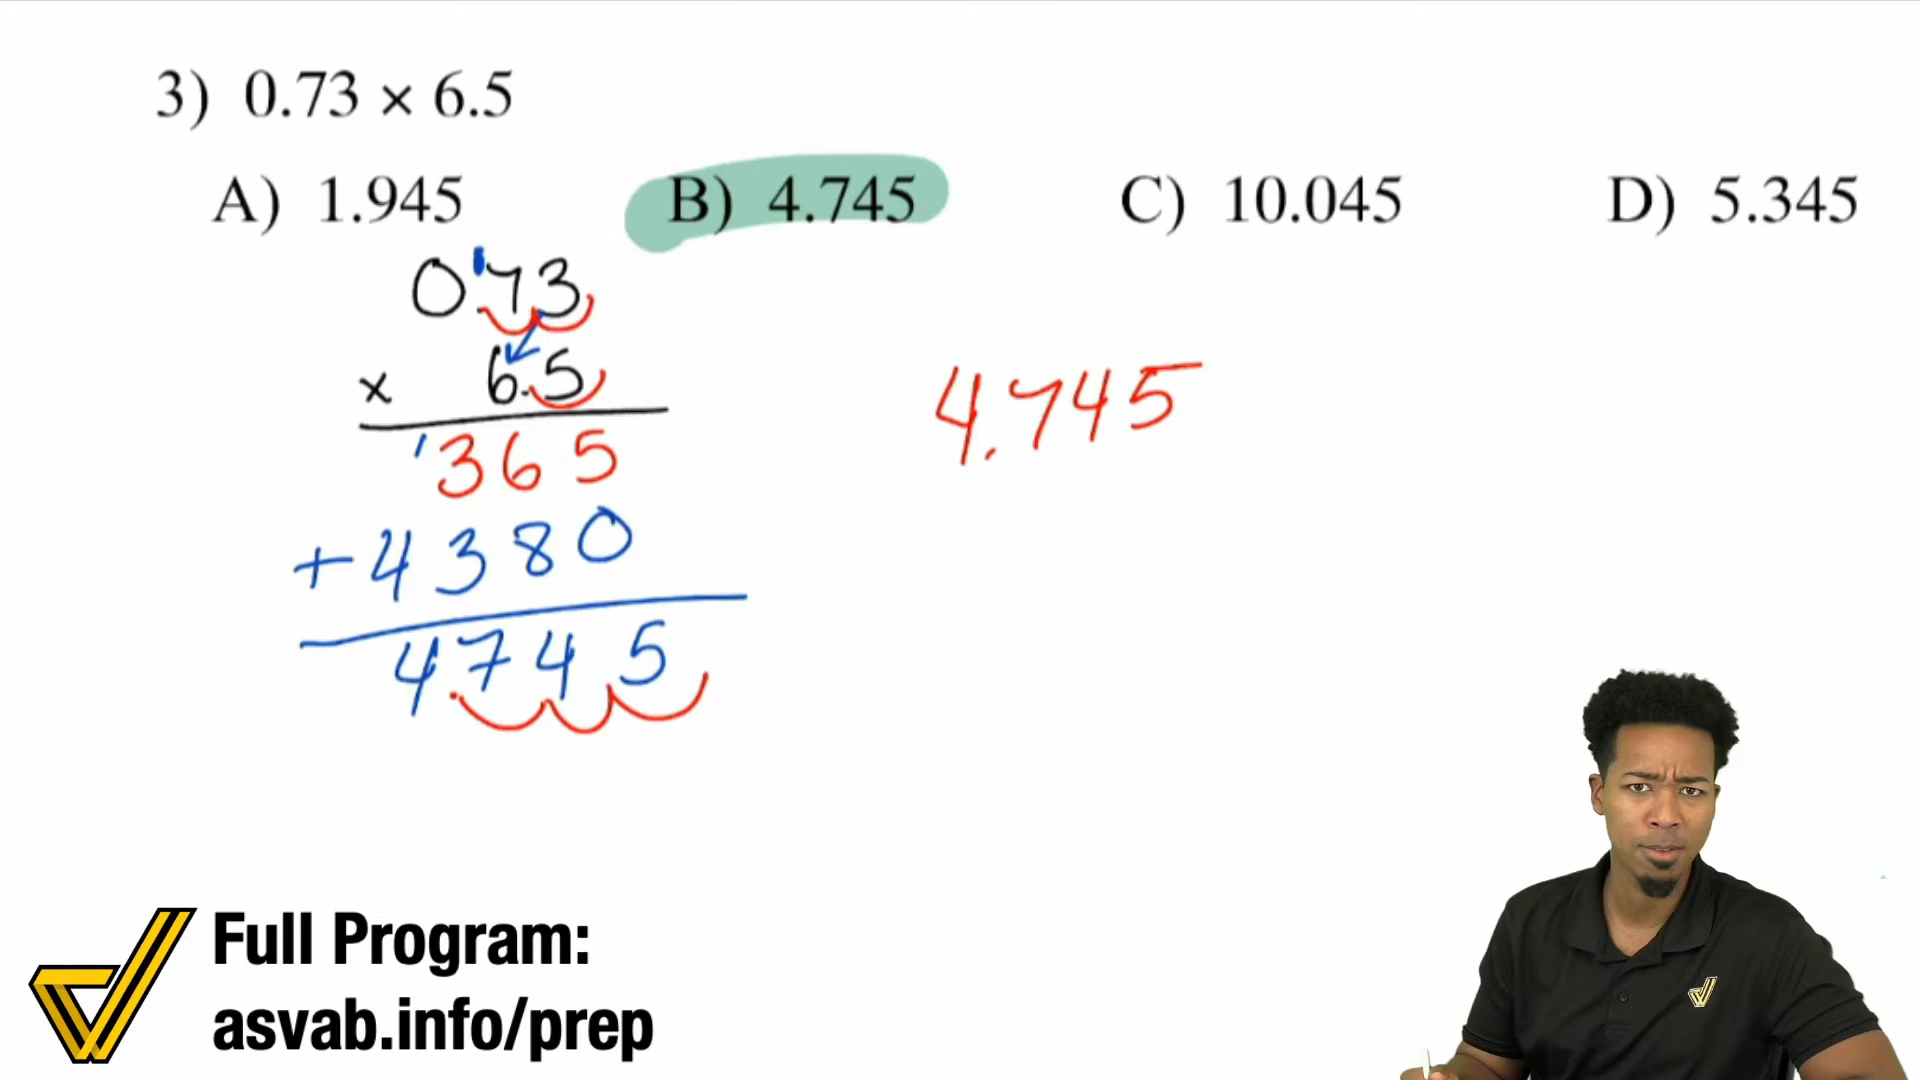 3) 0.73 × 6.5
A) 1.945 B) 4.745 C) 10.045 D) 5.345
0.73
× 6.5
4.745
1365
+4380
4.745
Full Program:
asvab.info/prep